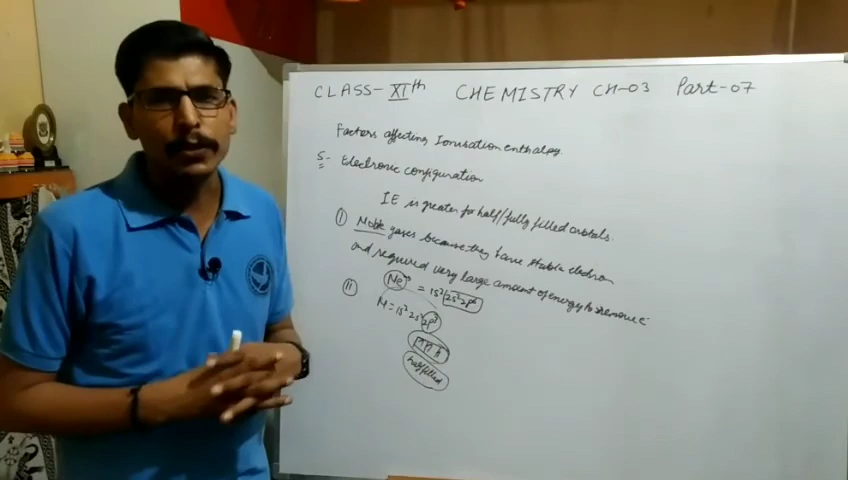 CLASS-XIth CHEMISTRY CH-03 Part-07
Factors affecting Ionisation enthalpy.
5- Electronic configuration
IE is greater for half/fully filled orbitals.
(I) Noble gases because they have stable electron
and required very large amount of energy to remove e-
Ne = 1s² 2s² 2p⁶
(II) N = 1s² 2s² 2p³
halffilled